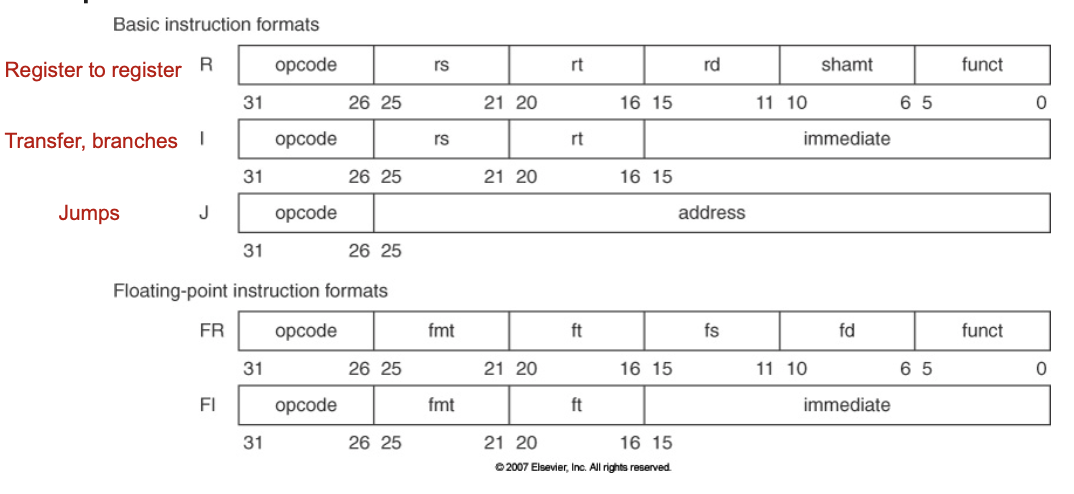 Basic instruction formats
Register to register R opcode rs rt rd shamt funct
31 26 25 21 20 16 15 11 10 6 5 0
Transfer, branches I opcode rs rt immediate
31 26 25 21 20 16 15
Jumps J opcode address
31 26 25
Floating-point instruction formats
FR opcode fmt ft fs fd funct
31 26 25 21 20 16 15 11 10 6 5 0
FI opcode fmt ft immediate
31 26 25 21 20 16 15
© 2007 Elsevier, Inc. All rights reserved.